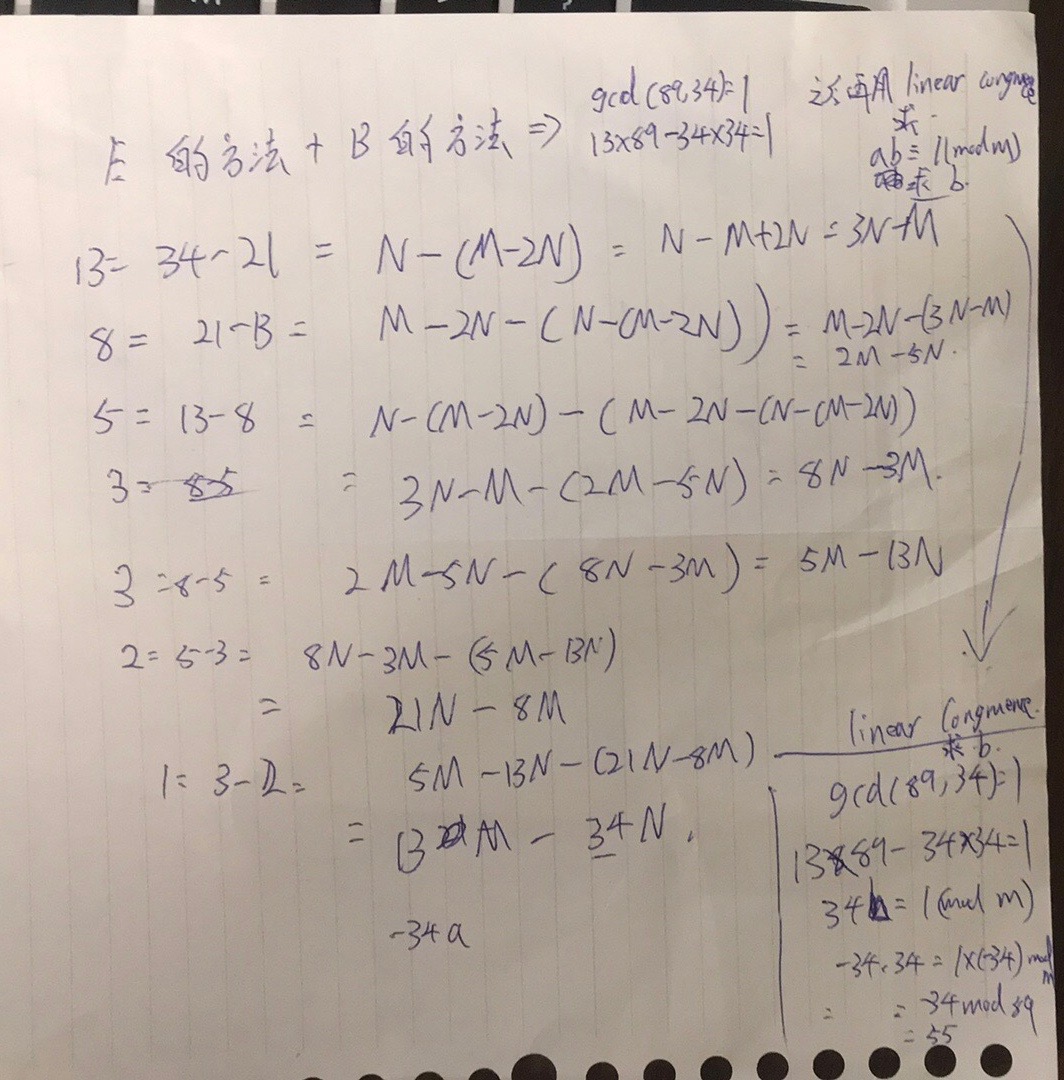 E 的方法 + B 的方法 ⇒ gcd(89,34)=1
13×89-34×34=1
再用 linear congruence
求
ab≡1(mod m)
求 b.
13= 34-21 = N-(M-2N) = N-M+2N=3N-M
8= 21-13= M-2N-(N-(M-2N)) = M-2N-(3N-M)
= 2M-5N.
5= 13-8 = N-(M-2N)-(M-2N-(N-(M-2N))
3= 8-5 = 3N-M-(2M-5N)=8N-3M.
3=8-5= 2M-5N-(8N-3M)= 5M-13N
2=5-3= 8N-3M-(5M-13N)
= 21N-8M
1=3-2= 5M-13N-(21N-8M)
= 13M-34N.
-34a
linear Congruence.
求 b.
gcd(89,34)=1
13×89-34×34=1
34b=1(mod m)
-34.34=1×(-34) mod m
= = -34 mod 89
= 55